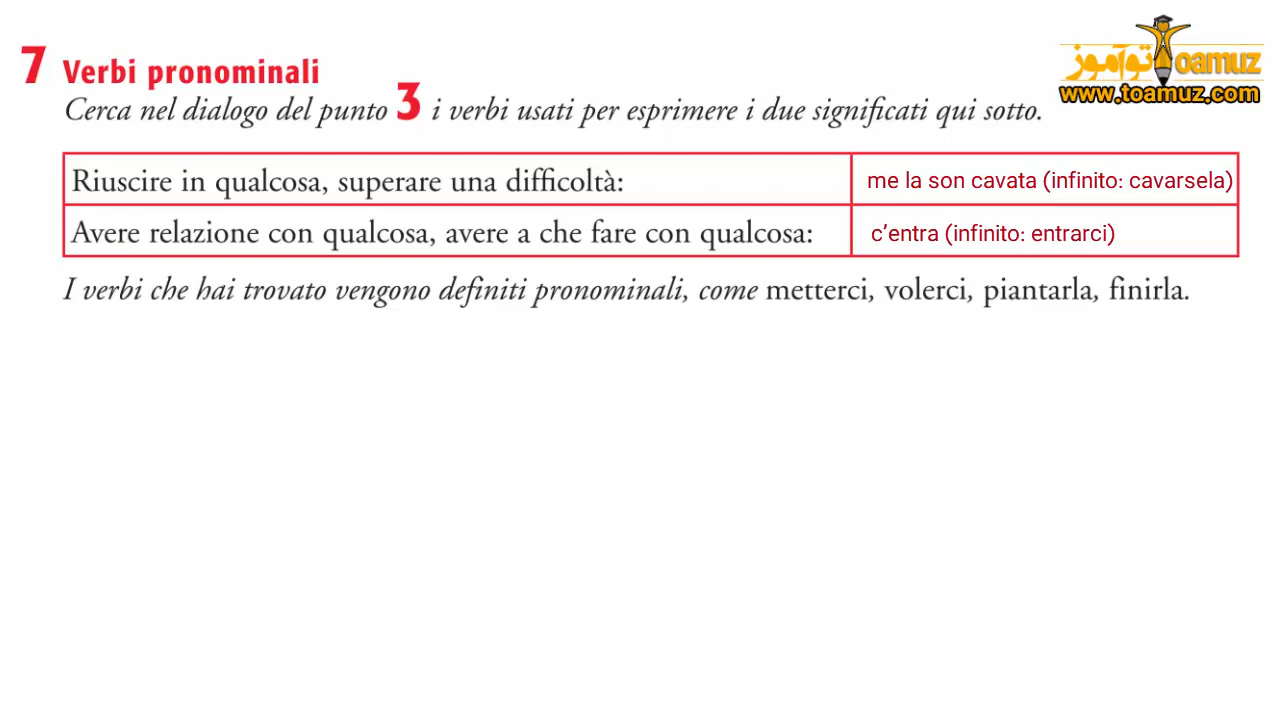 7 Verbi pronominali
Cerca nel dialogo del punto 3 i verbi usati per esprimere i due significati qui sotto.
توآموز Toamuz
www.toamuz.com
Riuscire in qualcosa, superare una difficoltà: me la son cavata (infinito: cavarsela)
Avere relazione con qualcosa, avere a che fare con qualcosa: c’entra (infinito: entrarci)
I verbi che hai trovato vengono definiti pronominali, come metterci, volerci, piantarla, finirla.